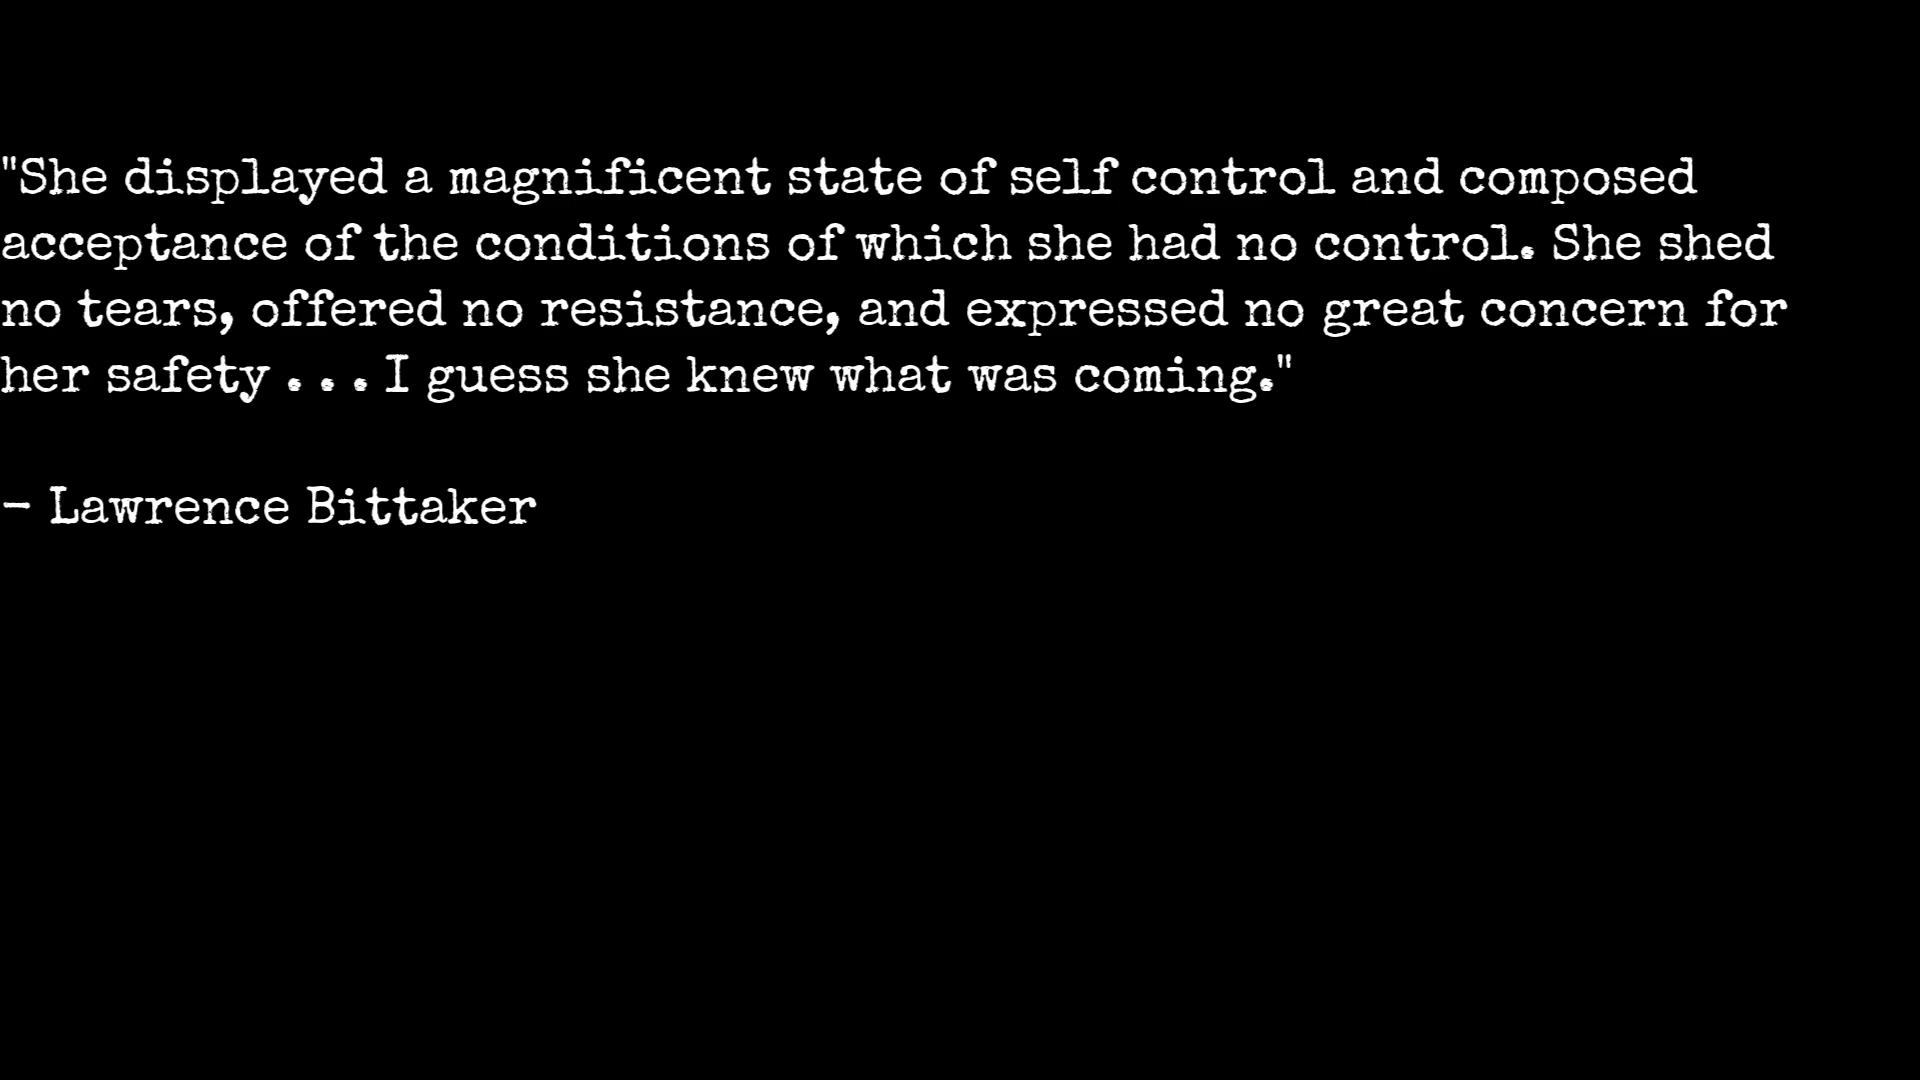 "She displayed a magnificent state of self control and composed
acceptance of the conditions of which she had no control. She shed
no tears, offered no resistance, and expressed no great concern for
her safety . . . I guess she knew what was coming."
- Lawrence Bittaker